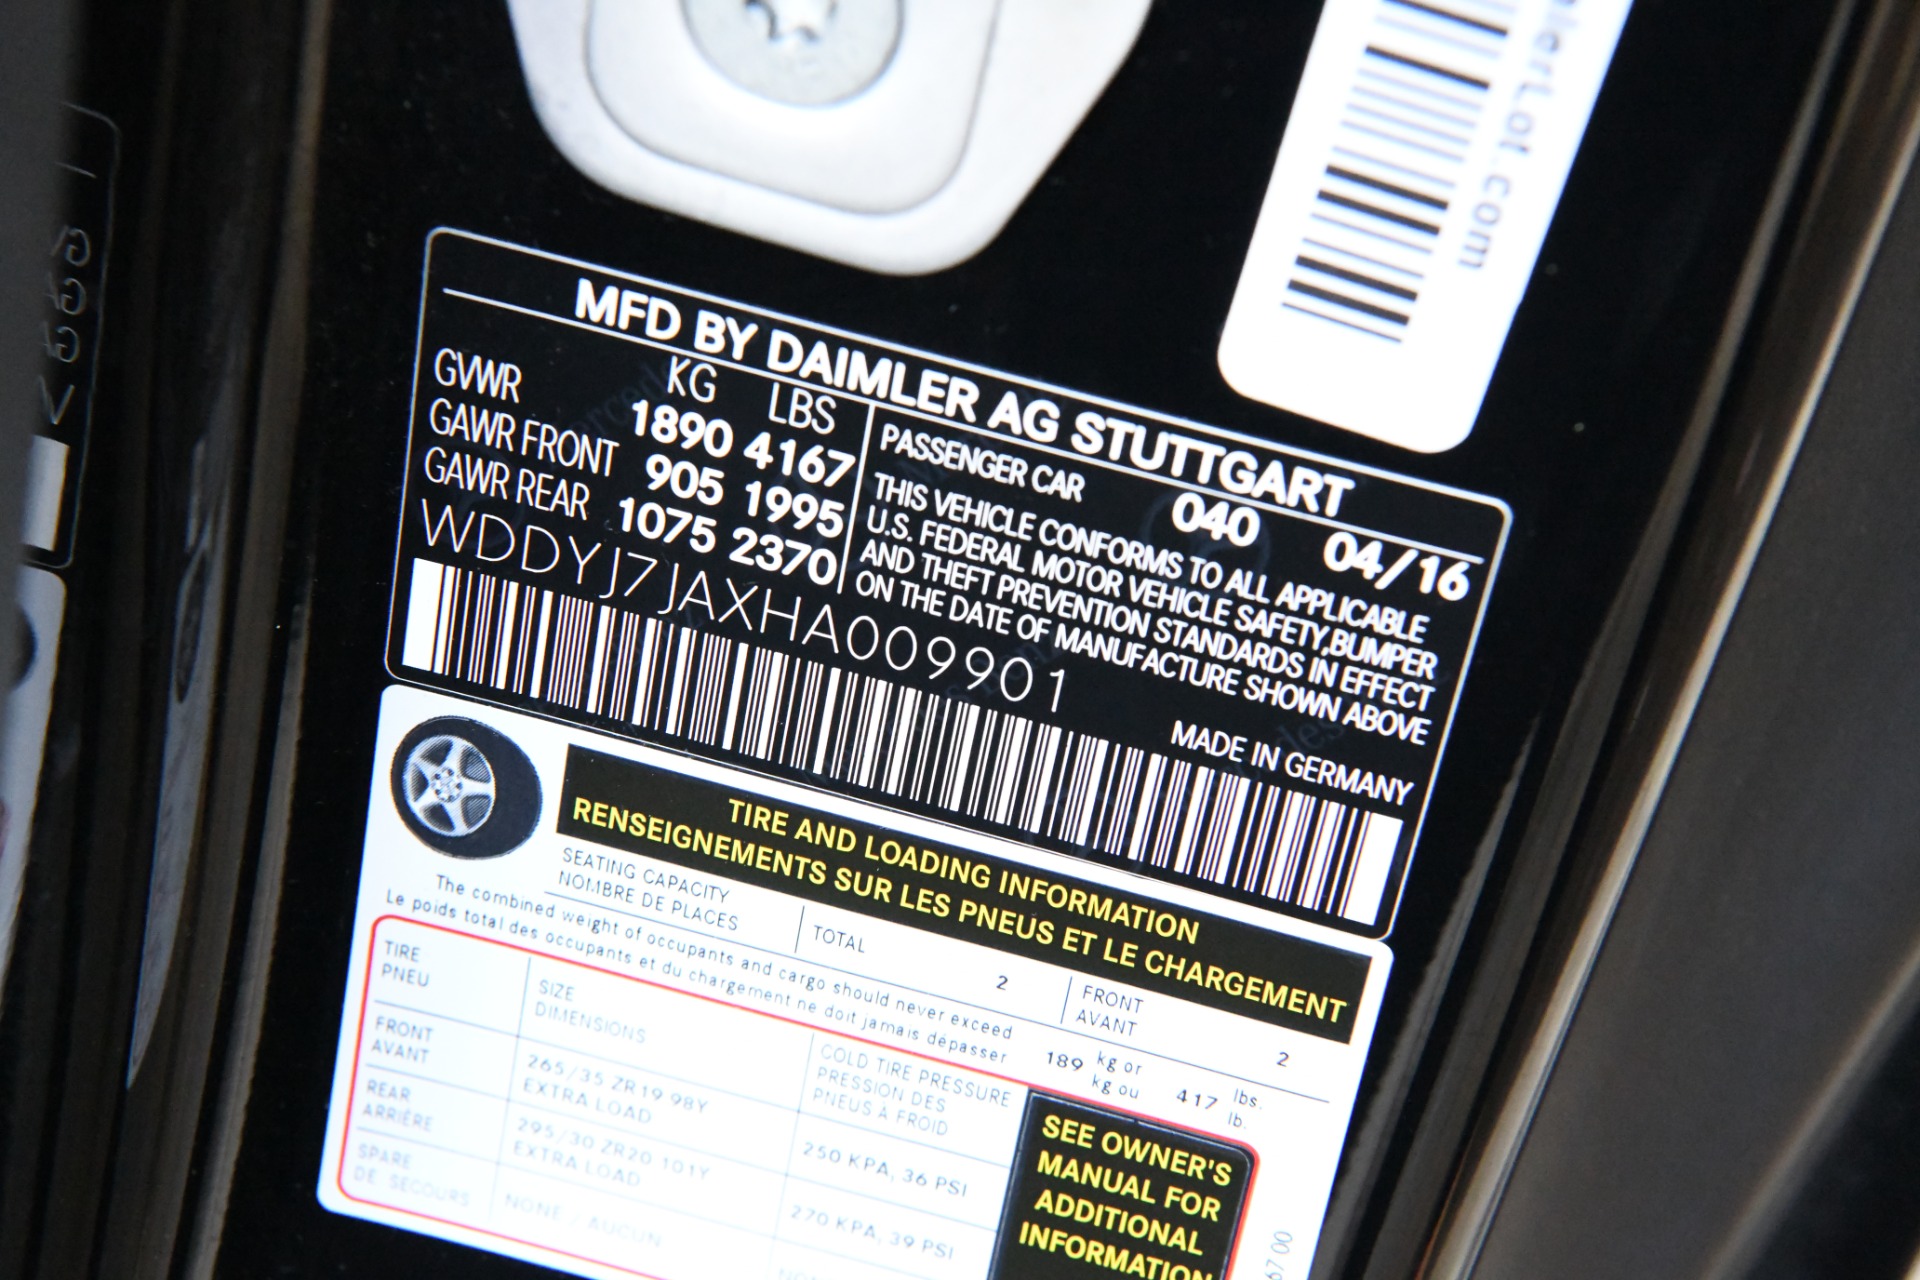 MFD BY DAIMLER AG STUTTGART
KG LBS
GVWR 1890 4167
GAWR FRONT 905 1995
GAWR REAR 1075 2370
PASSENGER CAR 040 04/16
THIS VEHICLE CONFORMS TO ALL APPLICABLE
U.S. FEDERAL MOTOR VEHICLE SAFETY,BUMPER
AND THEFT PREVENTION STANDARDS IN EFFECT
ON THE DATE OF MANUFACTURE SHOWN ABOVE
WDDYJ7JAXHA009901
MADE IN GERMANY
TIRE AND LOADING INFORMATION
RENSEIGNEMENTS SUR LES PNEUS ET LE CHARGEMENT
SEATING CAPACITY
NOMBRE DE PLACES
TOTAL 2
FRONT
AVANT
2
The combined weight of occupants and cargo should never exceed
Le poids total des occupants et du chargement ne doit jamais dépasser
189 kg or
kg ou
417 lbs.
lb.
TIRE
PNEU
SIZE
DIMENSIONS
COLD TIRE PRESSURE
PRESSION DES
PNEUS À FROID
FRONT
AVANT
265/35 ZR19 98Y
EXTRA LOAD
250 KPA, 36 PSI
REAR
ARRIÈRE
295/30 ZR20 101Y
EXTRA LOAD
270 KPA, 39 PSI
SPARE
DE SECOURS
NONE / AUCUN
SEE OWNER'S
MANUAL FOR
ADDITIONAL
INFORMATION